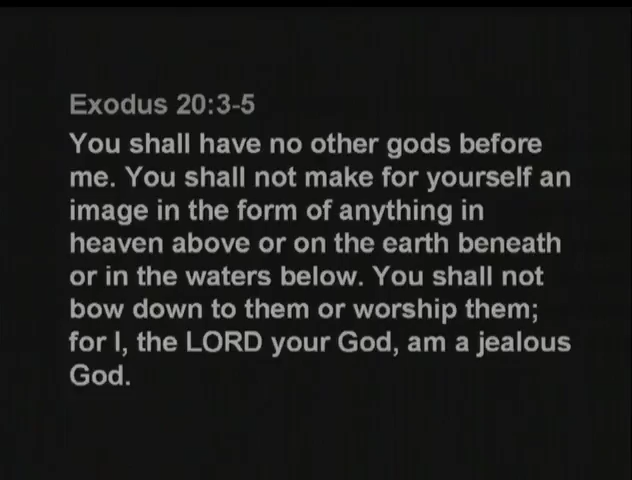 Exodus 20:3-5
You shall have no other gods before
me. You shall not make for yourself an
image in the form of anything in
heaven above or on the earth beneath
or in the waters below. You shall not
bow down to them or worship them;
for I, the LORD your God, am a jealous
God.